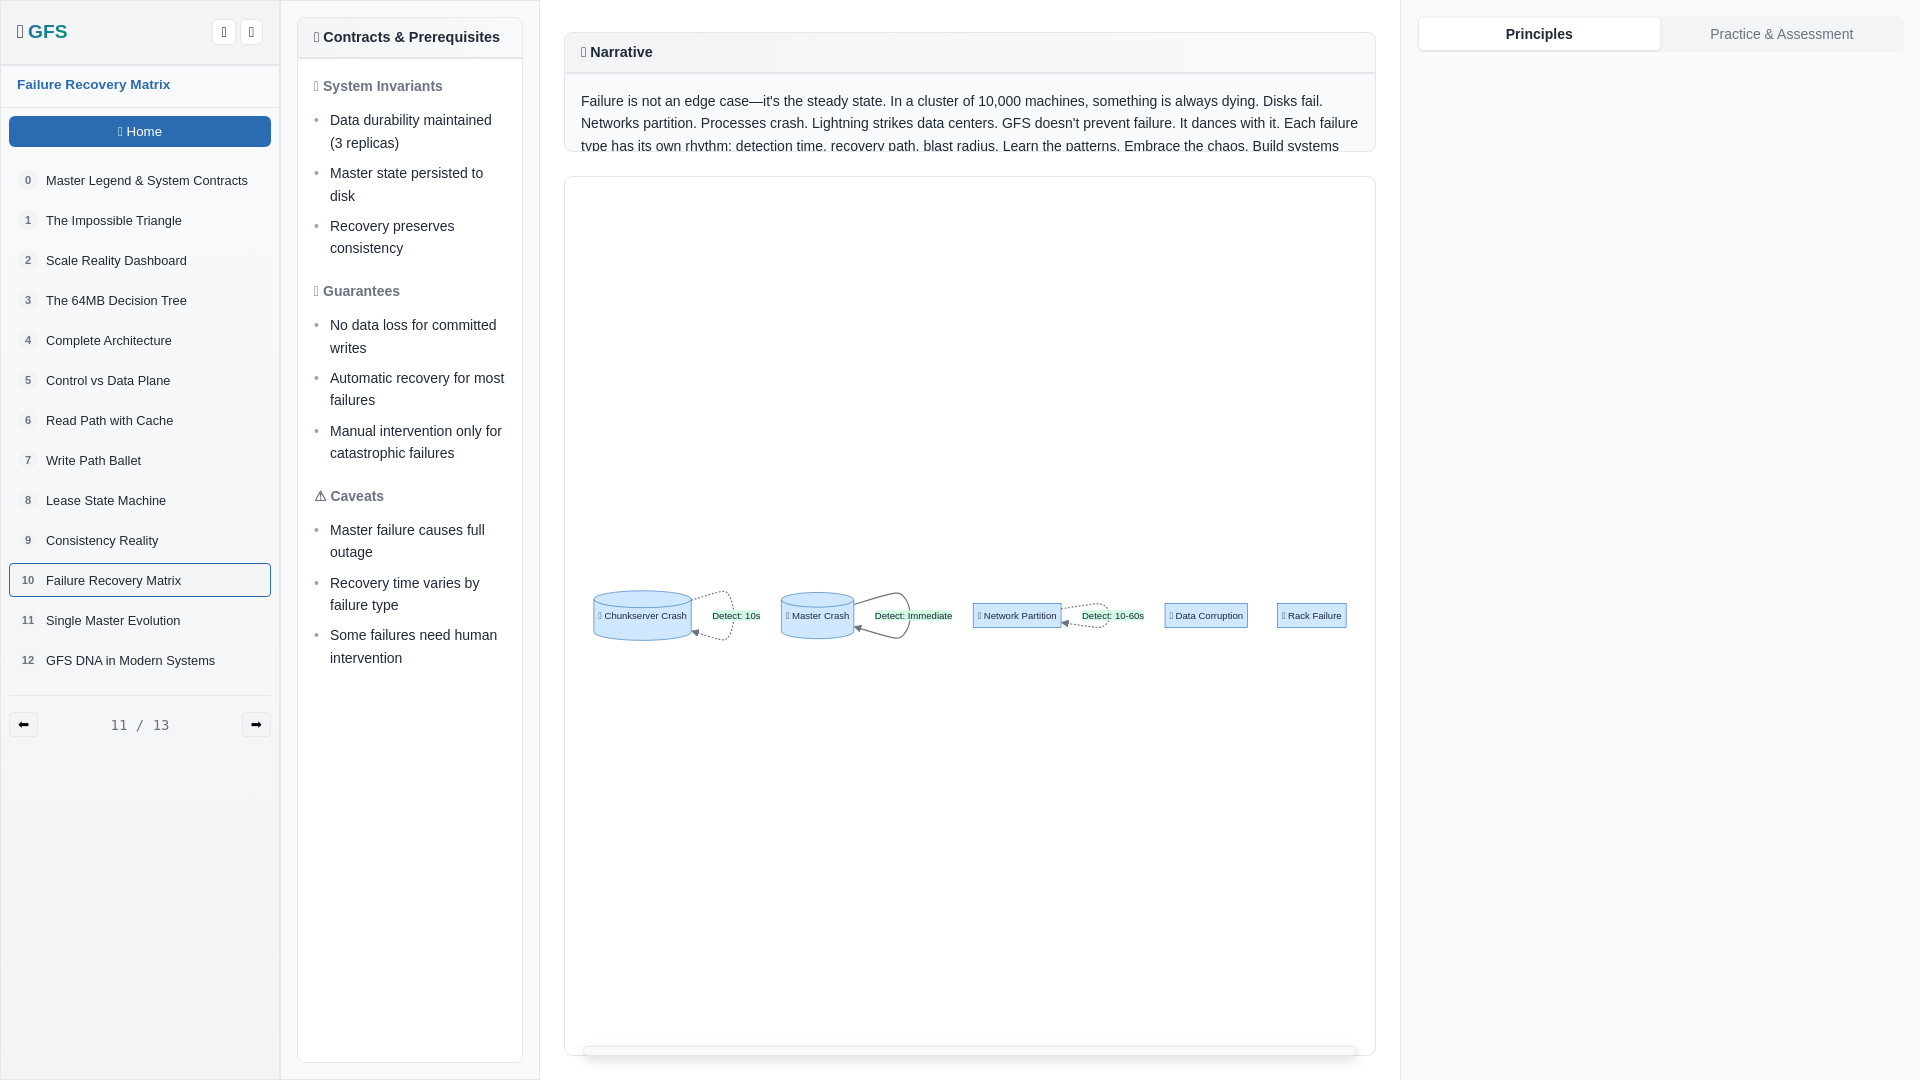 GFS
Failure Recovery Matrix
Home
0 Master Legend & System Contracts
1 The Impossible Triangle
2 Scale Reality Dashboard
3 The 64MB Decision Tree
4 Complete Architecture
5 Control vs Data Plane
6 Read Path with Cache
7 Write Path Ballet
8 Lease State Machine
9 Consistency Reality
10 Failure Recovery Matrix
11 Single Master Evolution
12 GFS DNA in Modern Systems
11 / 13
Contracts & Prerequisites
System Invariants
• Data durability maintained
(3 replicas)
• Master state persisted to
disk
• Recovery preserves
consistency
Guarantees
• No data loss for committed
writes
• Automatic recovery for most
failures
• Manual intervention only for
catastrophic failures
⚠ Caveats
• Master failure causes full
outage
• Recovery time varies by
failure type
• Some failures need human
intervention
Narrative
Failure is not an edge case—it's the steady state. In a cluster of 10,000 machines, something is always dying. Disks fail.
Networks partition. Processes crash. Lightning strikes data centers. GFS doesn't prevent failure. It dances with it. Each failure
type has its own rhythm: detection time, recovery path, blast radius. Learn the patterns. Embrace the chaos. Build systems
Chunkserver Crash
Detect: 10s
Master Crash
Detect: Immediate
Network Partition
Detect: 10-60s
Data Corruption
Rack Failure
Principles
Practice & Assessment